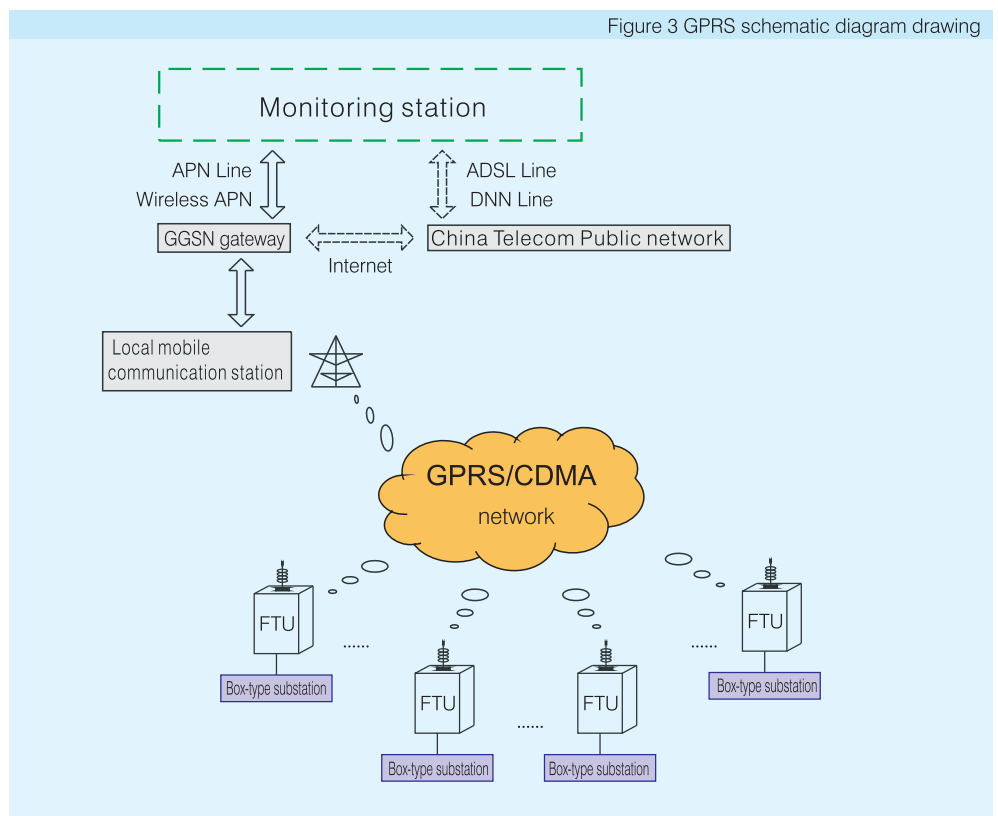 Figure 3 GPRS schematic diagram drawing
Monitoring station
APN Line
Wireless APN
ADSL Line
DNN Line
GGSN gateway
China Telecom Public network
Internet
Local mobile
communication station
GPRS/CDMA
network
FTU
......
......
FTU
Box-type substation
Box-type substation
FTU
......
FTU
Box-type substation
Box-type substation